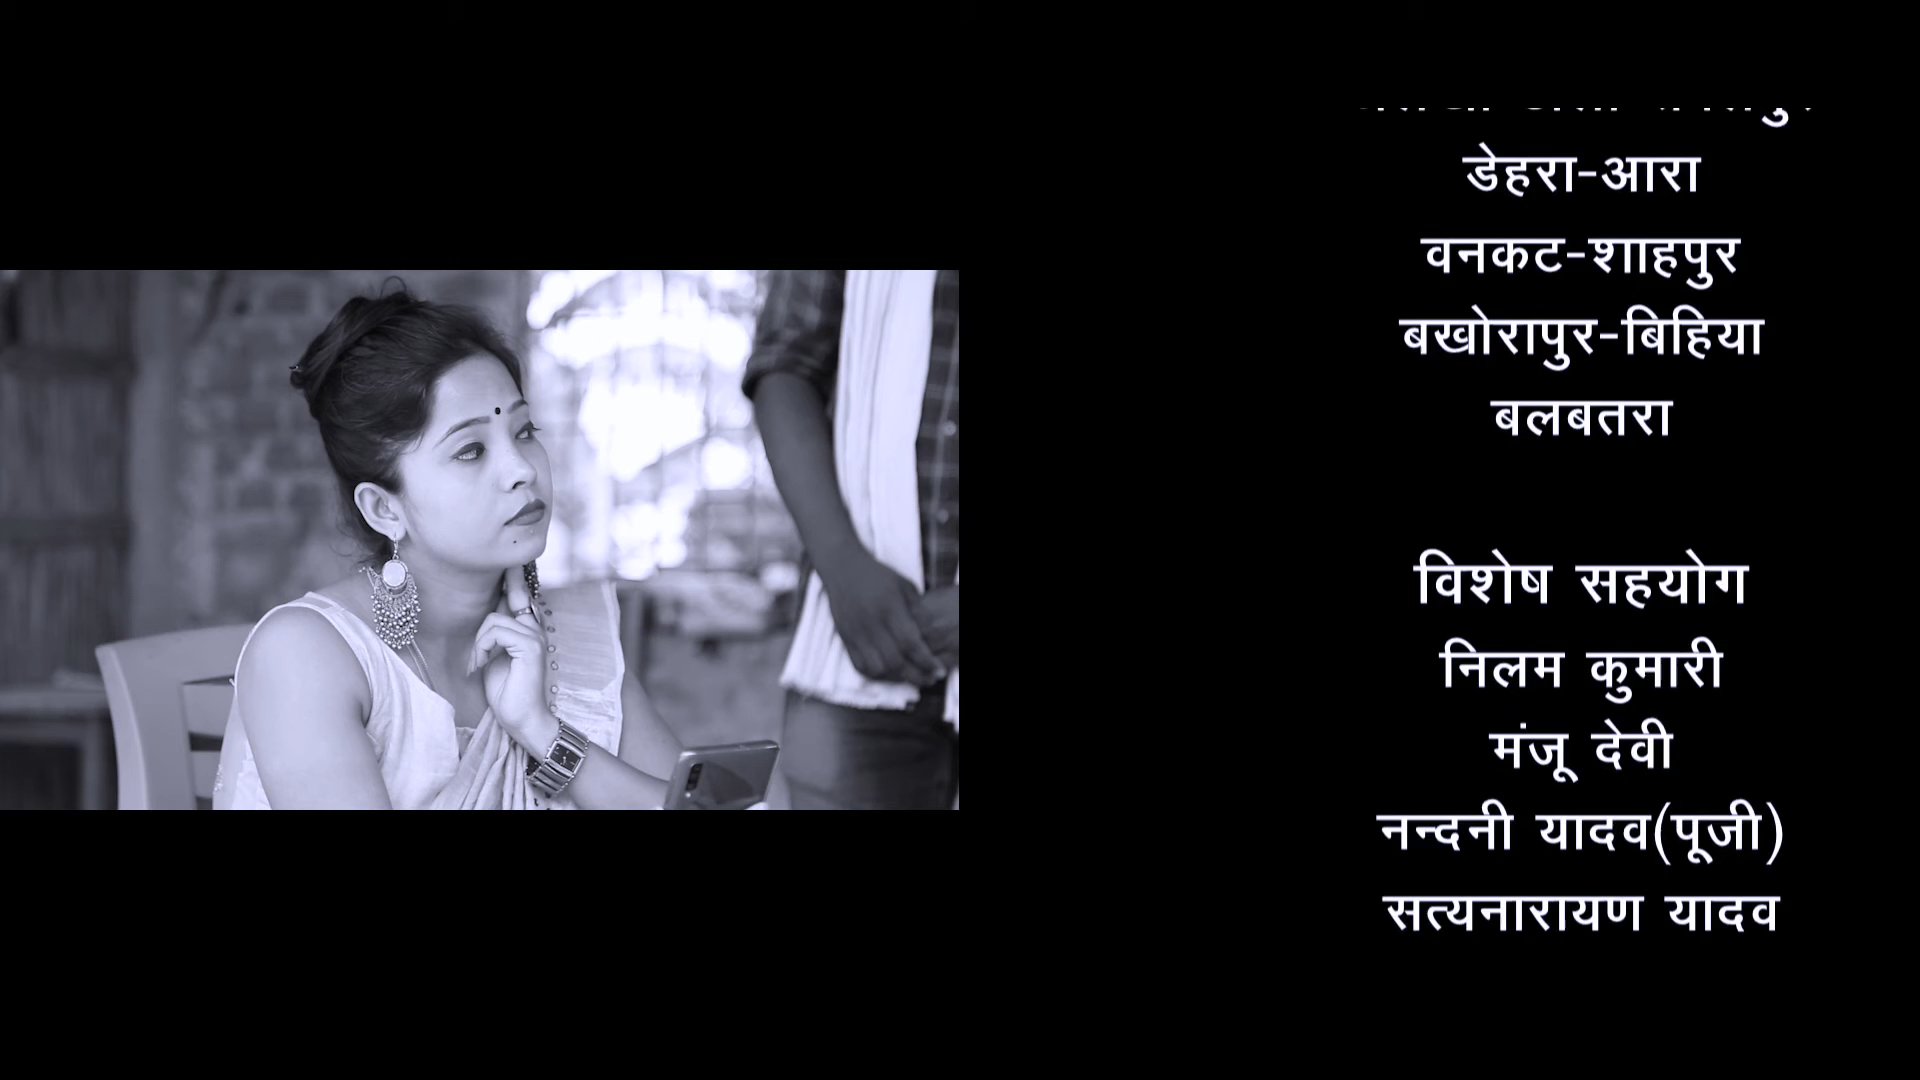 डेहरा-आरा
वनकट-शाहपुर
बखोरापुर-बिहिया
बलबतरा
विशेष सहयोग
निलम कुमारी
मंजू देवी
नन्दनी यादव(पूजी)
सत्यनारायण यादव